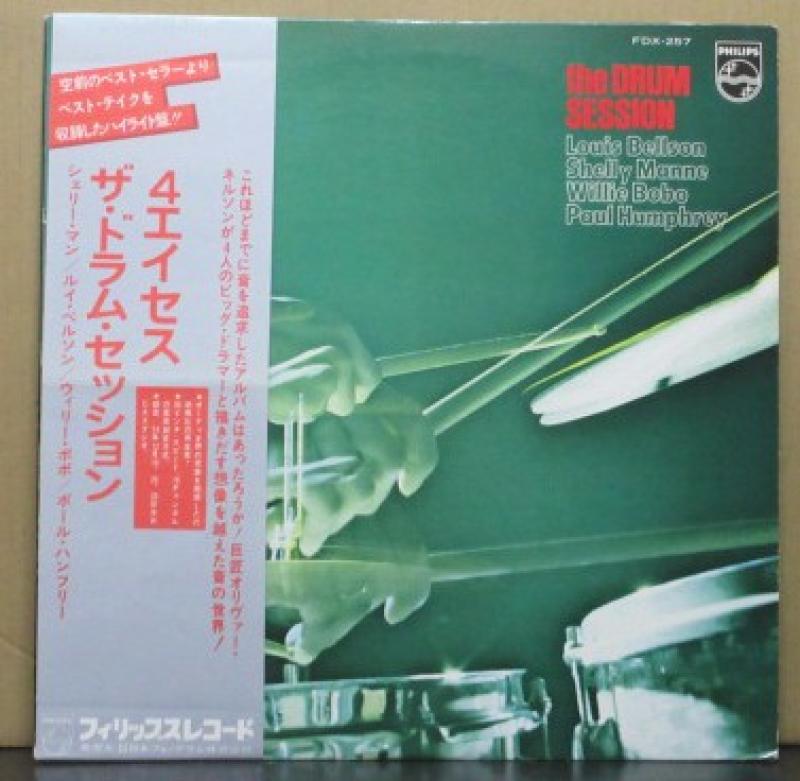 FDX-257
PHILIPS
the DRUM
SESSION
Louis Bellson
Shelly Manne
Willie Bobo
Paul Humphrey
空前のベスト・セラーより
ベスト・テイクを
収録したハイライト盤!!
これほどまでに音を追求したアルバムはあったろうか!巨匠オリヴァー・
ネルソンが4人のビッグ・ドラマーと描きだす想像を越えた音の世界!
4エイセス
ザ・ドラム・セッション
シェリー・マン/ルイ・ベルソン/ウィリー・ボボ/ポール・ハンフリー
フィリップスレコード